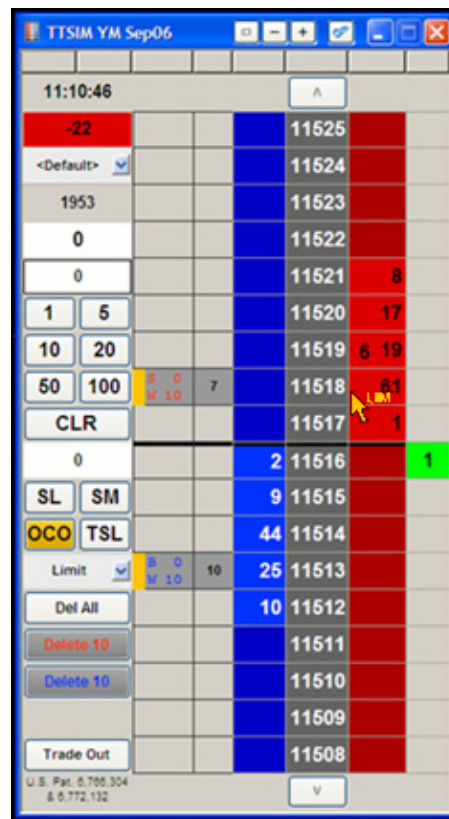 TTSIM YM Sep06
11:10:46
-22
11525
<Default>
11524
1953
11523
0
11522
0
11521 8
1 5
11520 17
10 20
11519 6 19
50 100
S 0
W 10
7
11518 61
LIM
CLR
11517 1
0
2 11516 1
SL SM
9 11515
OCO TSL
44 11514
Limit
B 0
W 10
10
25 11513
Del All
10 11512
Delete 10
11511
Delete 10
11510
11509
Trade Out
11508
U.S. Pat. 6,766,304
& 6,772,132